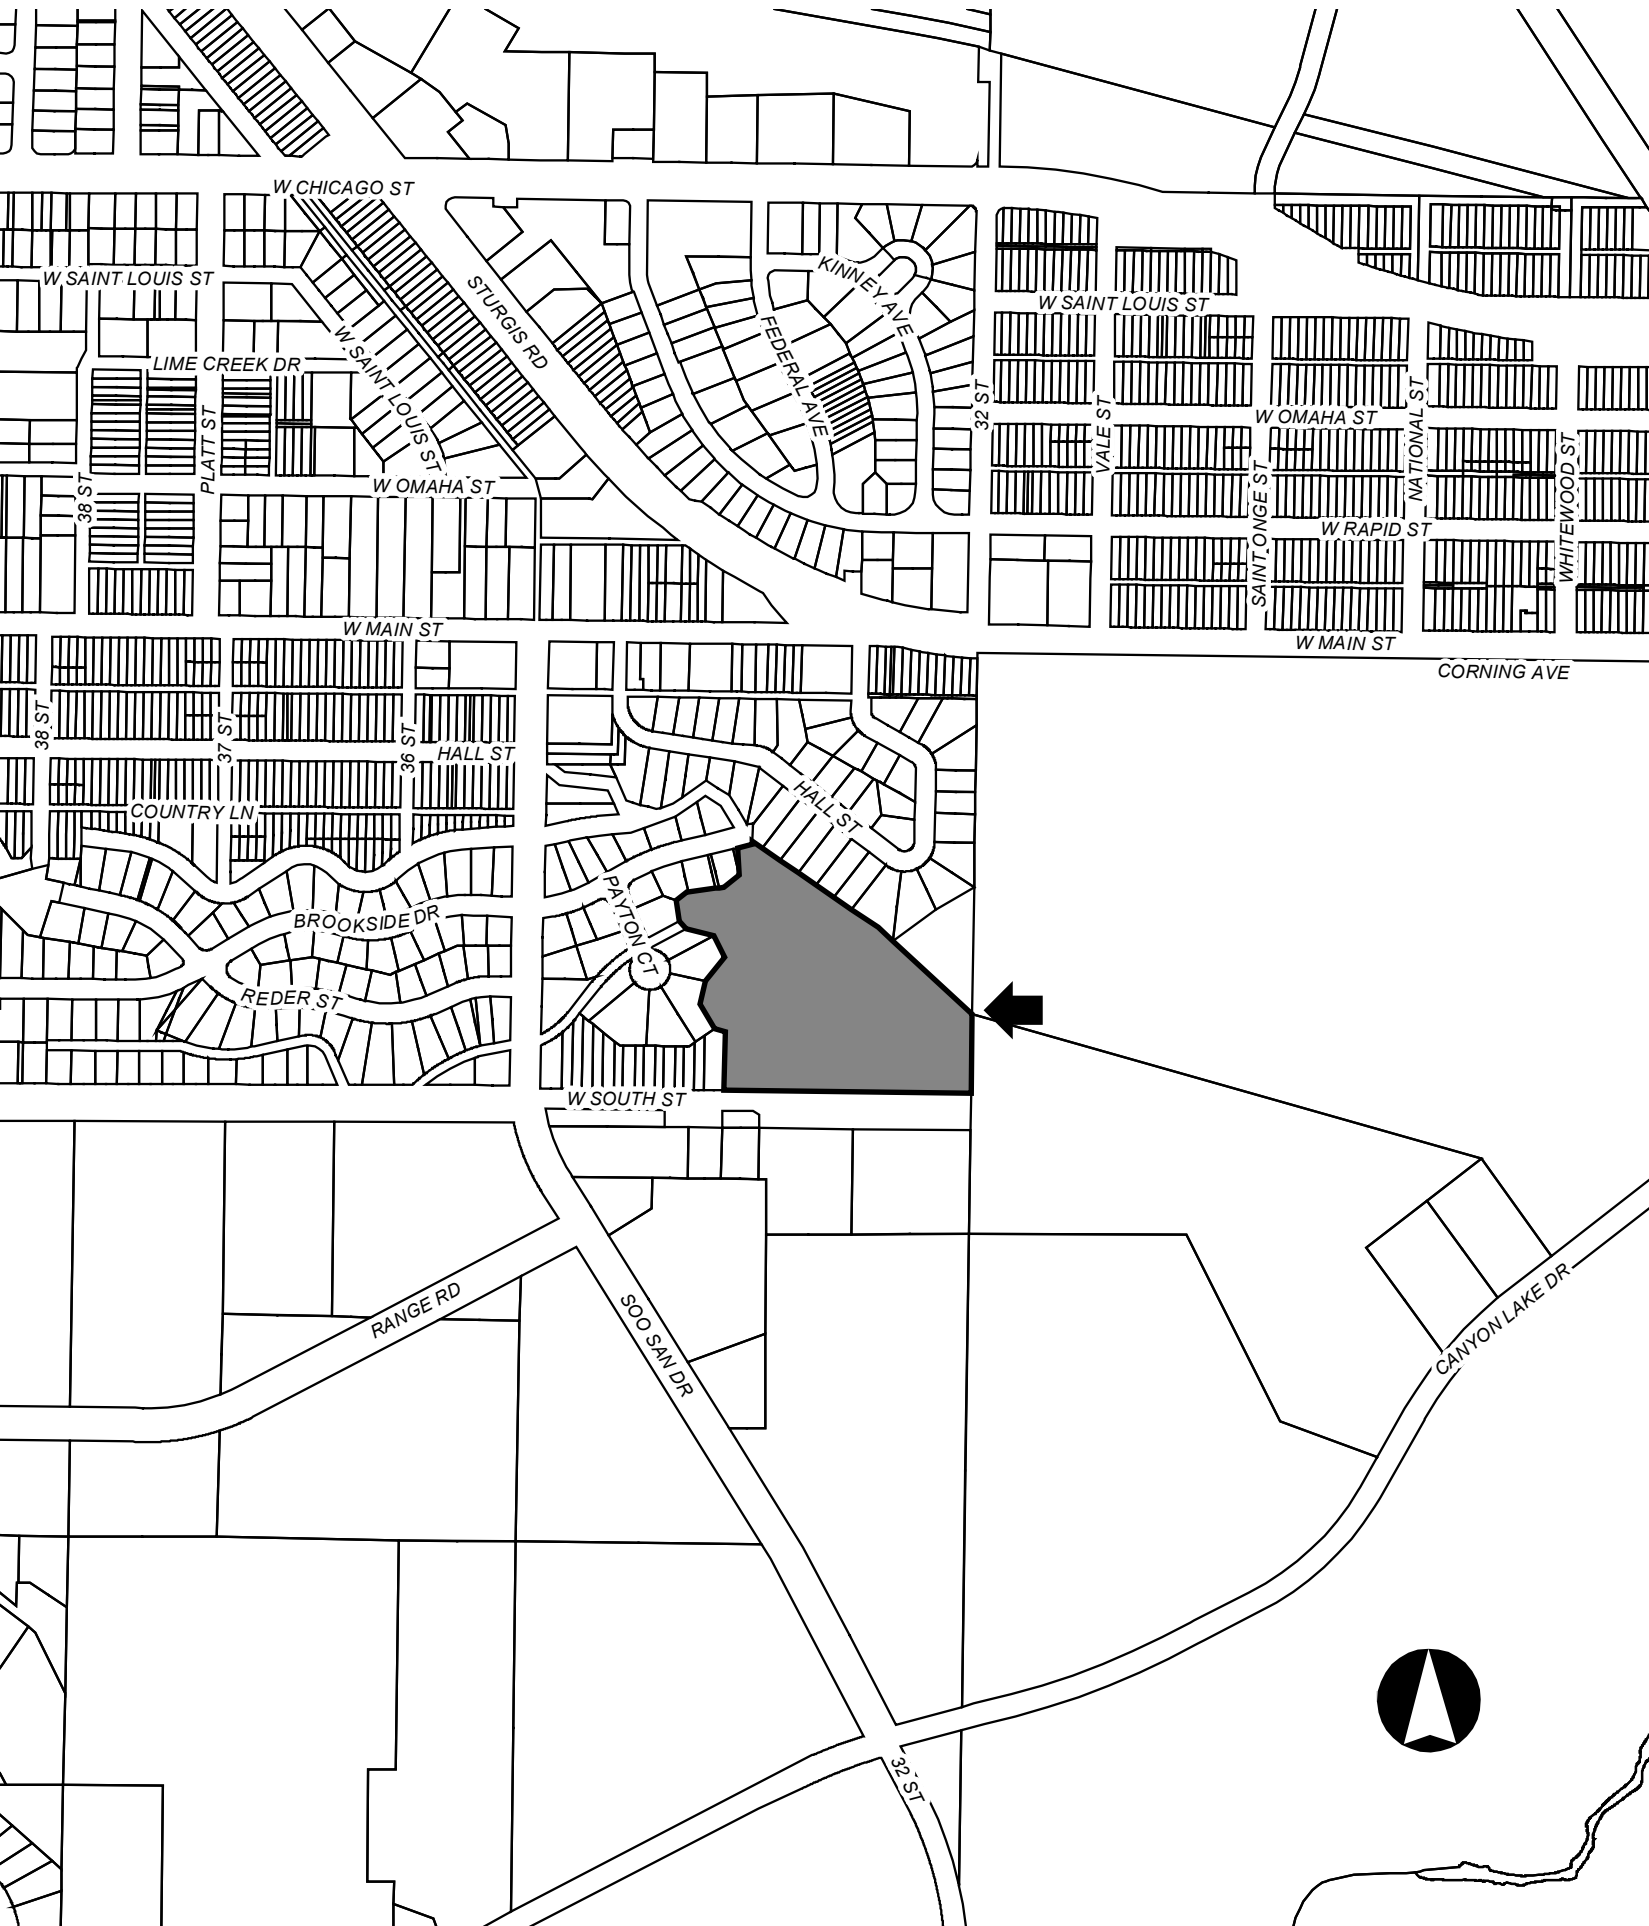 W CHICAGO ST
W SAINT LOUIS ST
KINNEY AVE
STURGIS RD
W SAINT LOUIS ST
FEDERAL AVE
W SAINT LOUIS ST
LIME CREEK DR
32 ST
VALE ST
NATIONAL ST
W OMAHA ST
PLATT ST
38 ST
W OMAHA ST
SAINT ONGE ST
W RAPID ST
WHITEWOOD ST
W MAIN ST
W MAIN ST
CORNING AVE
38 ST
37 ST
36 ST
HALL ST
HALL ST
COUNTRY LN
PAYTON CT
BROOKSIDE DR
REDER ST
W SOUTH ST
RANGE RD
SOO SAN DR
CANYON LAKE DR
32 ST